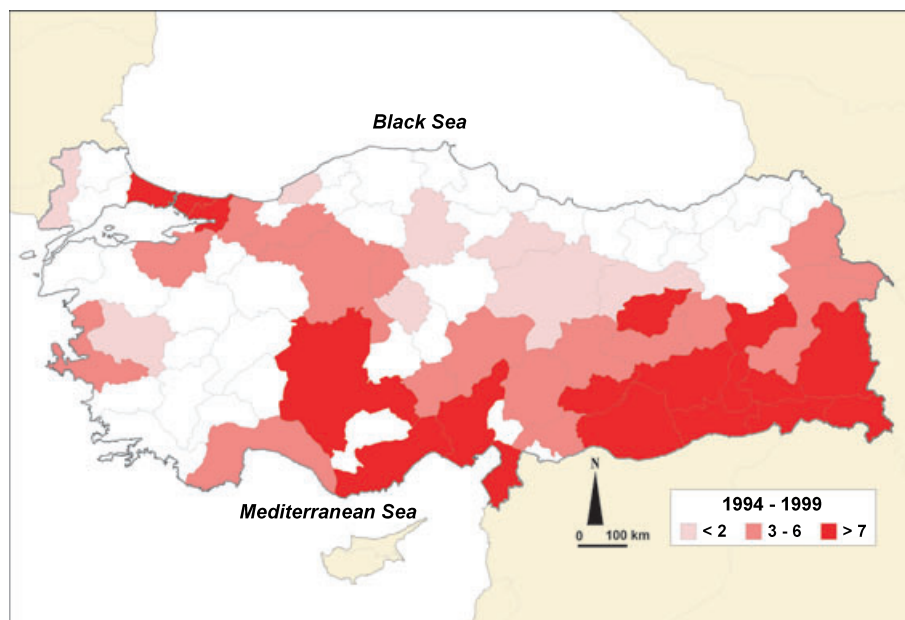 Black Sea
Mediterranean Sea
N
0 100 km
1994 - 1999
< 2 3 - 6 > 7